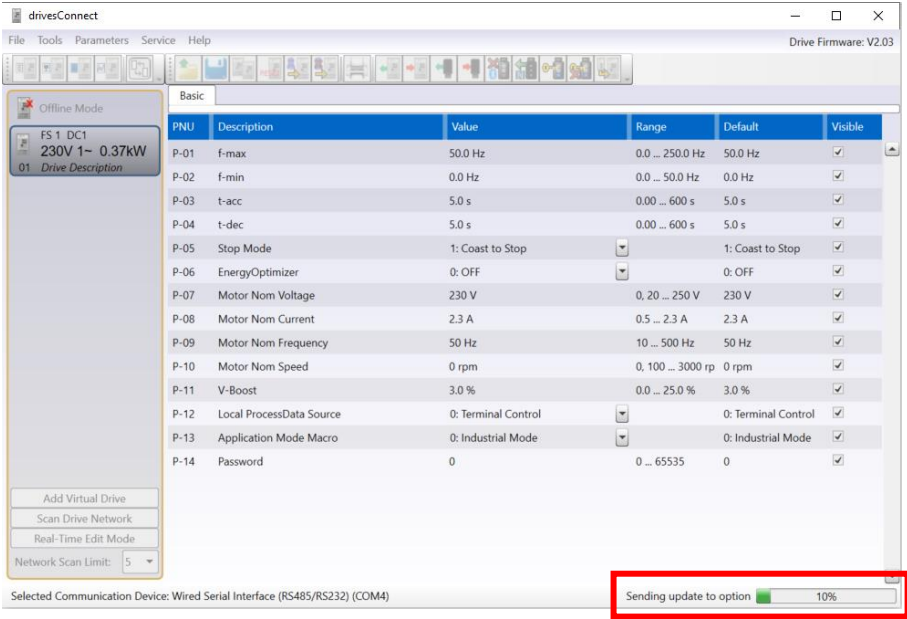 drivesConnect
File Tools Parameters Service Help
Drive Firmware: V2.03
Offline Mode
FS 1 DC1
230V 1~ 0.37kW
01 Drive Description
Basic
PNU Description Value Range Default Visible
P-01 f-max 50.0 Hz 0.0 ... 250.0 Hz 50.0 Hz
P-02 f-min 0.0 Hz 0.0 ... 50.0 Hz 0.0 Hz
P-03 t-acc 5.0 s 0.00 ... 600 s 5.0 s
P-04 t-dec 5.0 s 0.00 ... 600 s 5.0 s
P-05 Stop Mode 1: Coast to Stop 1: Coast to Stop
P-06 EnergyOptimizer 0: OFF 0: OFF
P-07 Motor Nom Voltage 230 V 0, 20 ... 250 V 230 V
P-08 Motor Nom Current 2.3 A 0.5 ... 2.3 A 2.3 A
P-09 Motor Nom Frequency 50 Hz 10 ... 500 Hz 50 Hz
P-10 Motor Nom Speed 0 rpm 0, 100 ... 3000 rp 0 rpm
P-11 V-Boost 3.0 % 0.0 ... 25.0 % 3.0 %
P-12 Local ProcessData Source 0: Terminal Control 0: Terminal Control
P-13 Application Mode Macro 0: Industrial Mode 0: Industrial Mode
P-14 Password 0 0 ... 65535 0
Add Virtual Drive
Scan Drive Network
Real-Time Edit Mode
Network Scan Limit: 5
Selected Communication Device: Wired Serial Interface (RS485/RS232) (COM4)
Sending update to option 10%